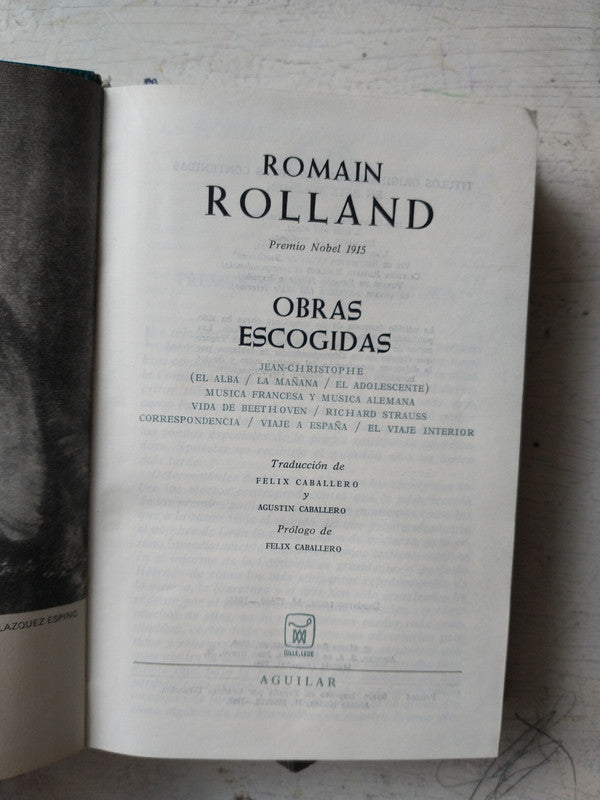 ROMAIN
ROLLAND
Premio Nobel 1915
OBRAS
ESCOGIDAS
JEAN-CHRISTOPHE
(EL ALBA / LA MAÑANA / EL ADOLESCENTE)
MUSICA FRANCESA Y MUSICA ALEMANA
VIDA DE BEETHOVEN / RICHARD STRAUSS
CORRESPONDENCIA / VIAJE A ESPAÑA / EL VIAJE INTERIOR
Traducción de
FELIX CABALLERO
y
AGUSTIN CABALLERO
Prólogo de
FELIX CABALLERO
TOLLE, LEGE
AGUILAR
LAZQUEZ ESPINO